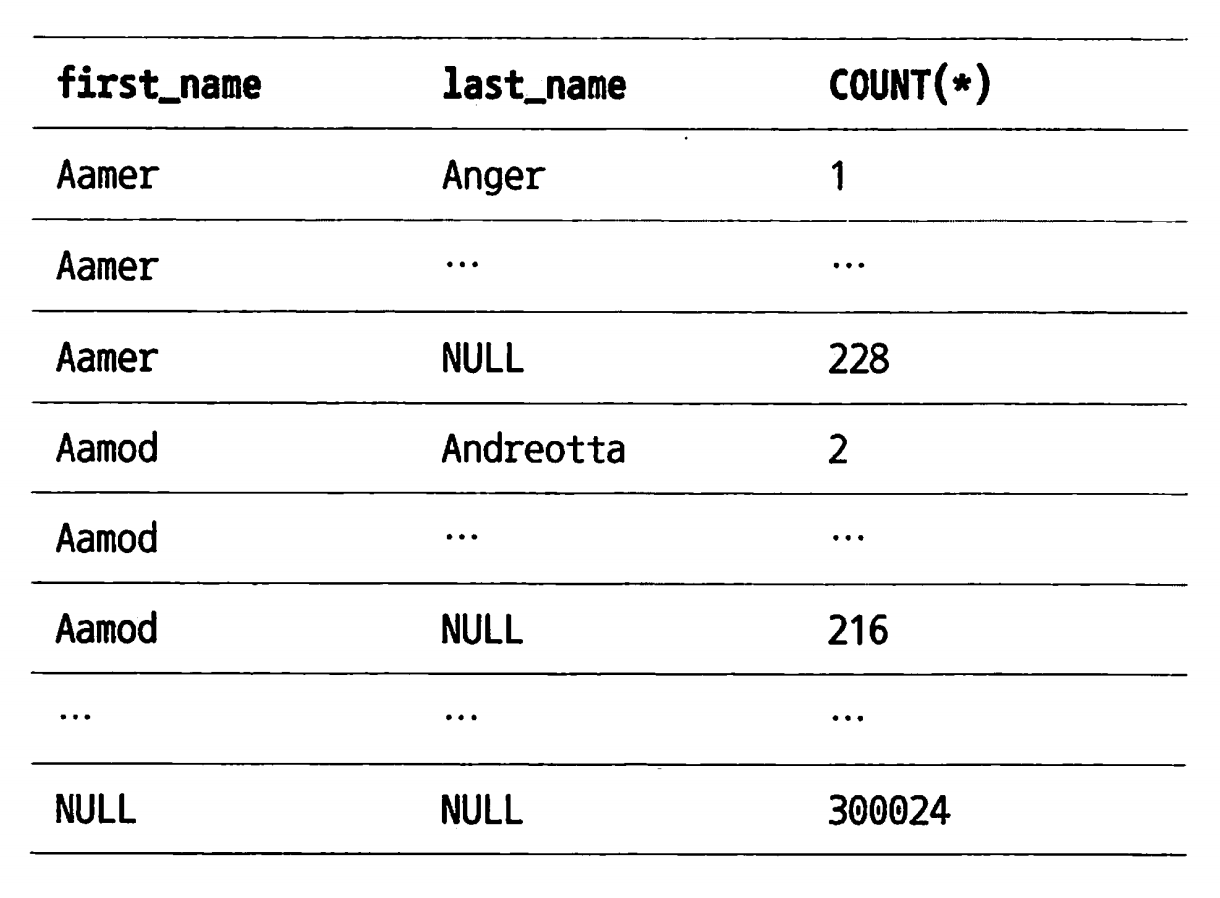 first_name last_name COUNT(*)
Aamer Anger 1
Aamer … …
Aamer NULL 228
Aamod Andreotta 2
Aamod … …
Aamod NULL 216
… … …
NULL NULL 300024